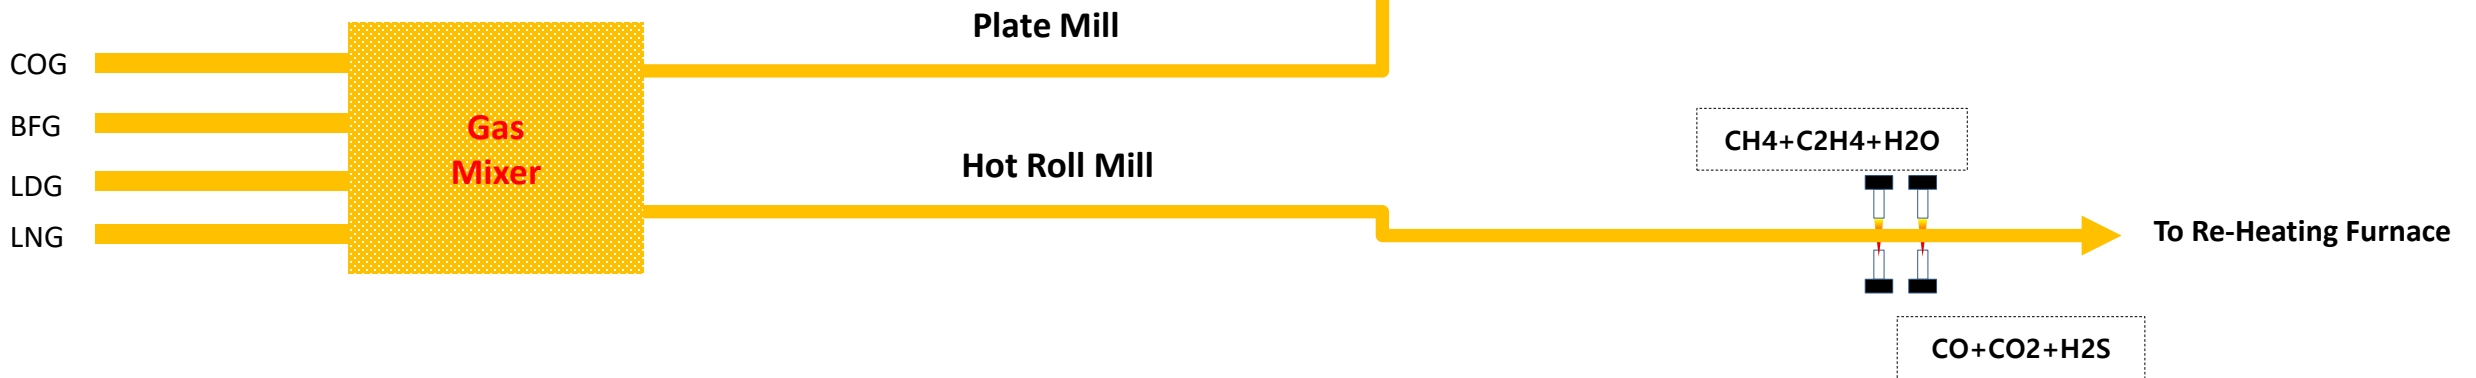 Plate Mill
COG
BFG
LDG
LNG
Gas
Mixer
Hot Roll Mill
CH4+C2H4+H2O
To Re-Heating Furnace
CO+CO2+H2S